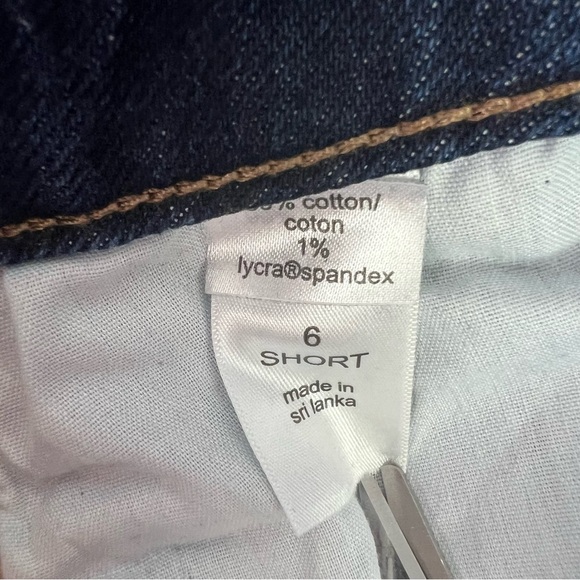 % cotton/
coton
1%
lycra®spandex
6
SHORT
made in
sri lanka